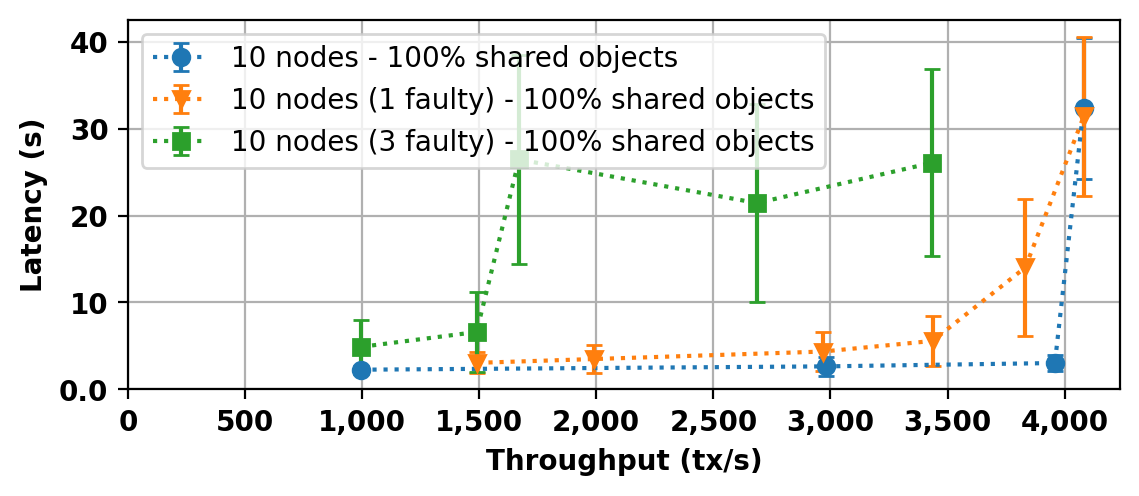 10 nodes - 100% shared objects
10 nodes (1 faulty) - 100% shared objects
10 nodes (3 faulty) - 100% shared objects
Latency (s)
40
30
20
10
0.0
0 500 1,000 1,500 2,000 2,500 3,000 3,500 4,000
Throughput (tx/s)